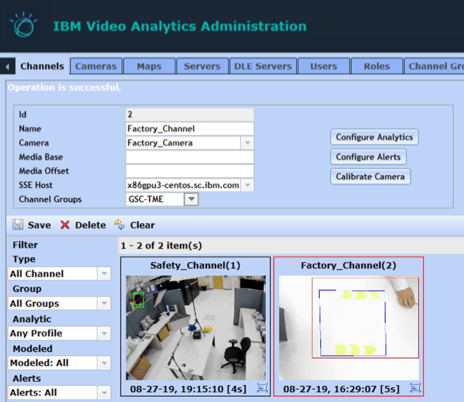 IBM Video Analytics Administration
Channels Cameras Maps Servers DLE Servers Users Roles Channel Gro
Operation is successful.
Id 2
Name Factory_Channel
Camera Factory_Camera
Media Base
Media Offset
SSE Host x86gpu3-centos.sc.ibm.com
Channel Groups GSC-TME
Configure Analytics
Configure Alerts
Calibrate Camera
Save Delete Clear
Filter
Type
All Channel
Group
All Groups
Analytic
Any Profile
Modeled
Modeled: All
Alerts
Alerts: All
1 - 2 of 2 item(s)
Safety_Channel(1)
08-27-19, 19:15:10 [4s]
Factory_Channel(2)
08-27-19, 16:29:07 [5s]